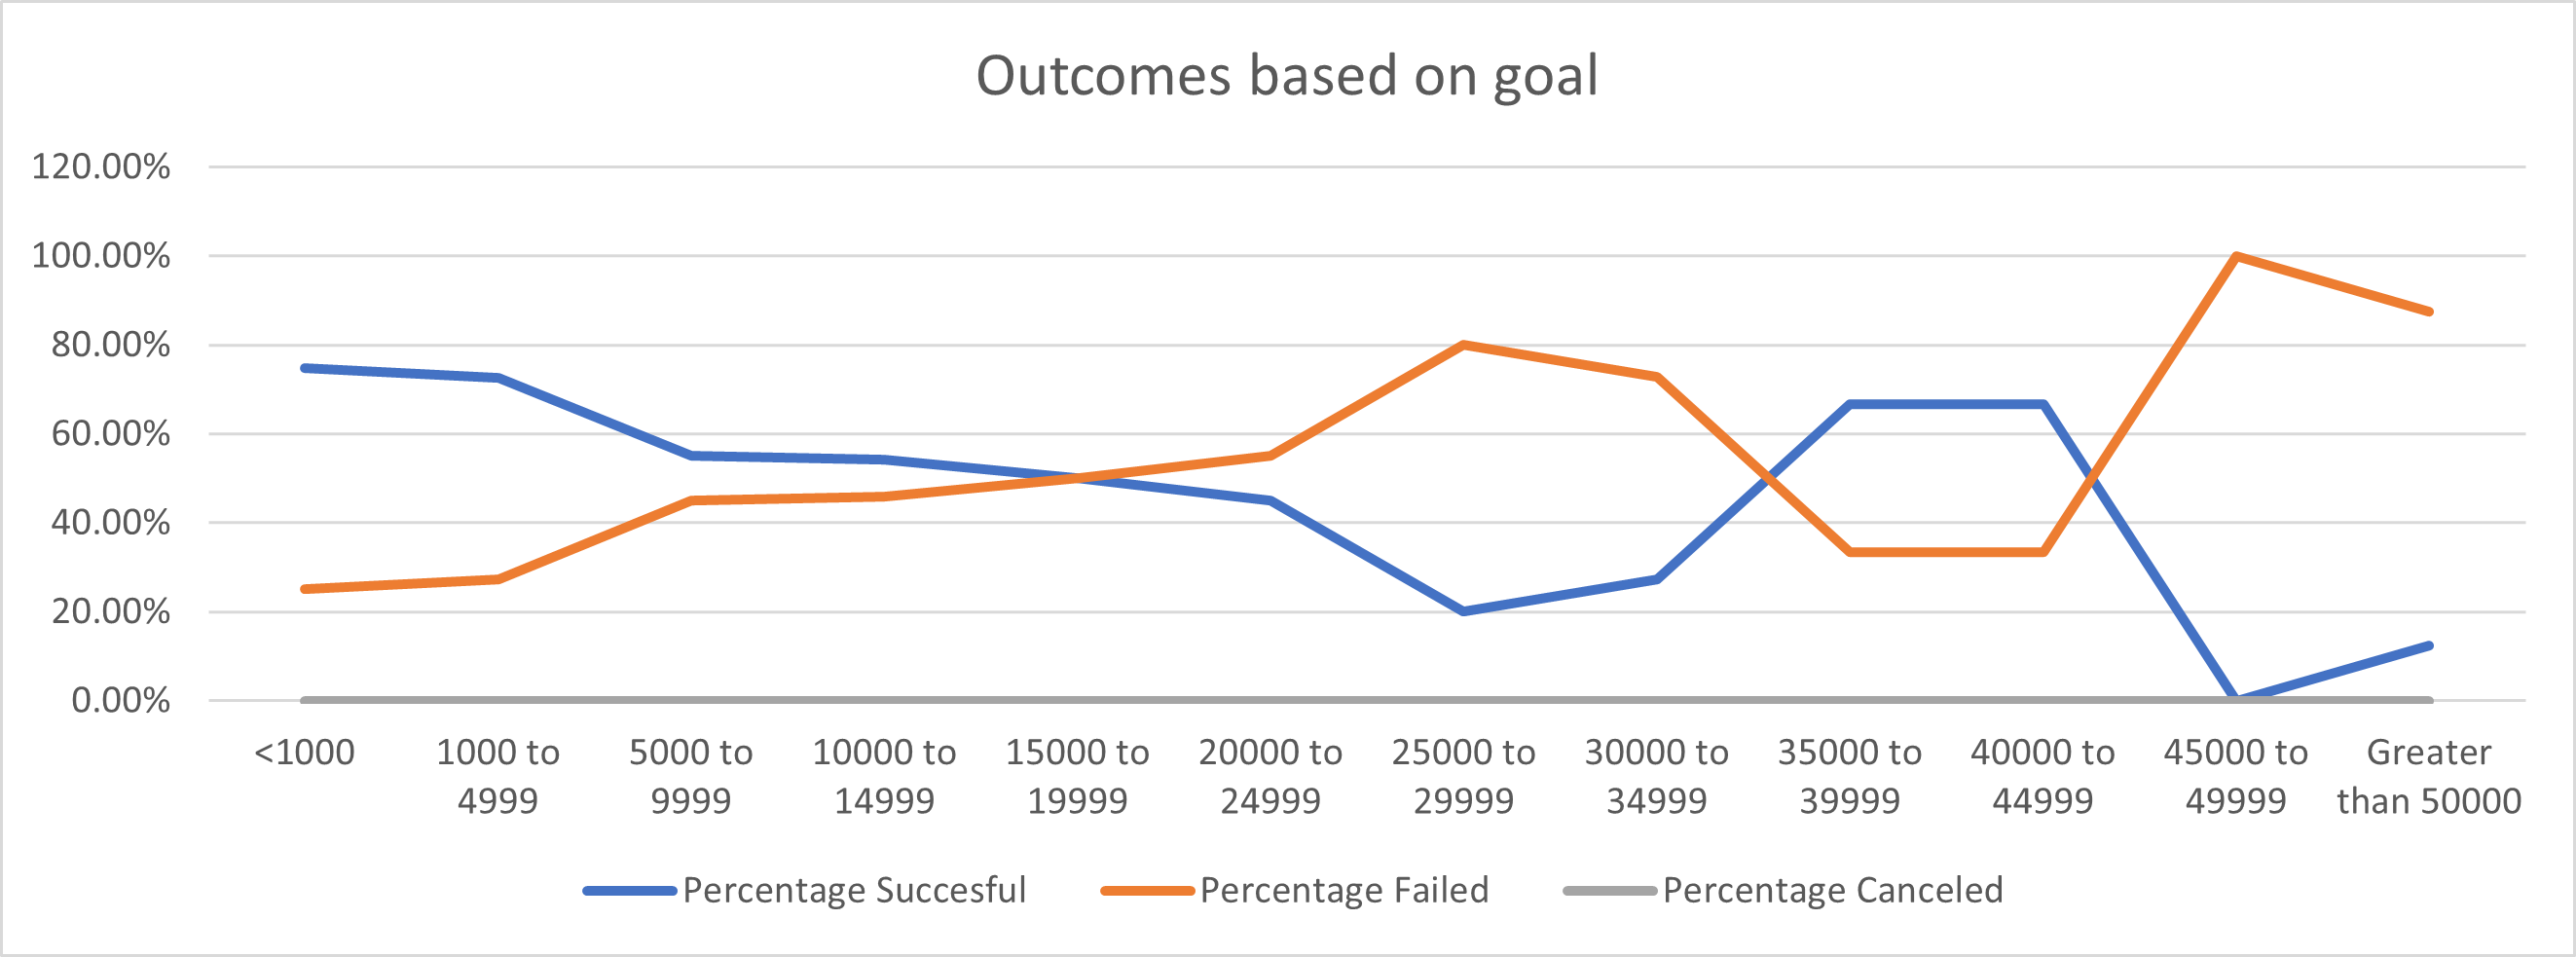 Outcomes based on goal
120.00%
100.00%
80.00%
60.00%
40.00%
20.00%
0.00%
<1000
1000 to
4999
5000 to
9999
10000 to
14999
15000 to
19999
20000 to
24999
25000 to
29999
30000 to
34999
35000 to
39999
40000 to
44999
45000 to
49999
Greater
than 50000
Percentage Succesful
Percentage Failed
Percentage Canceled